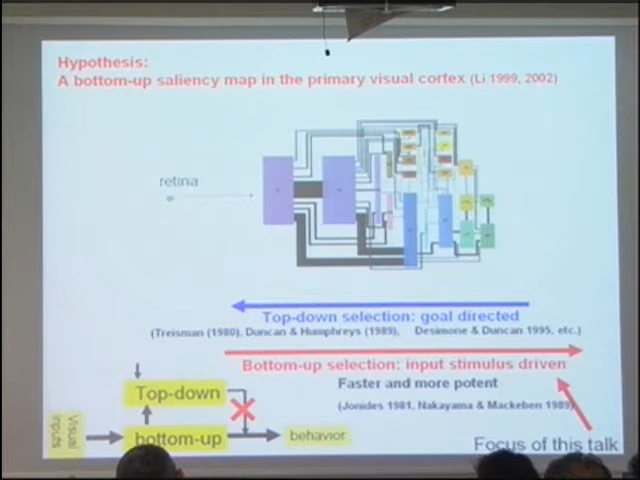 Hypothesis:
A bottom-up saliency map in the primary visual cortex (Li 1999, 2002)
retina
Top-down selection: goal directed
(Treisman (1980), Duncan & Humphreys (1989), Desimone & Duncan 1995, etc.)
Bottom-up selection: input stimulus driven
Faster and more potent
(Jonides 1981, Nakayama & Mackeben 1989)
Top-down
Visual
inputs
bottom-up
behavior
Focus of this talk